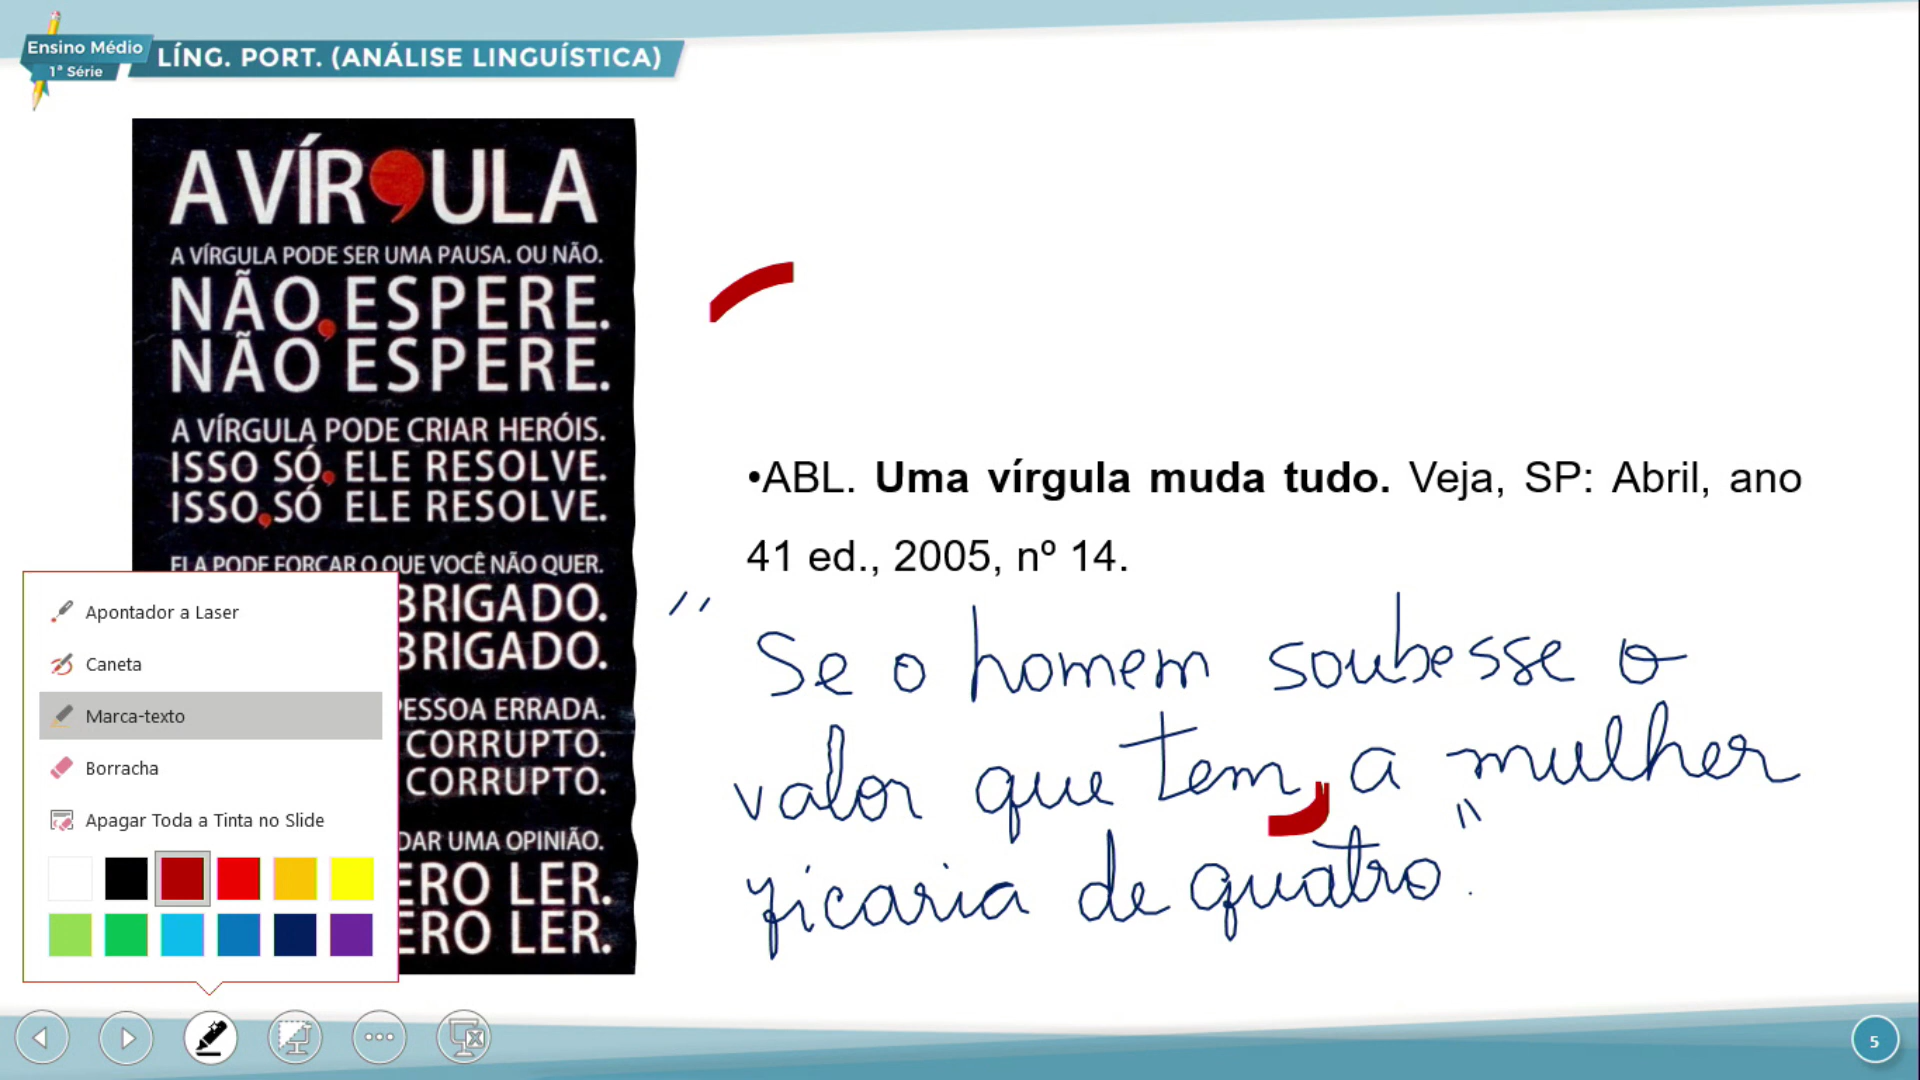 Ensino Médio
1ª Série
LÍNG. PORT. (ANÁLISE LINGUÍSTICA)
A VÍR,ULA
A VÍRGULA PODE SER UMA PAUSA. OU NÃO.
NÃO, ESPERE.
NÃO ESPERE.
A VÍRGULA PODE CRIAR HERÓIS.
ISSO SÓ, ELE RESOLVE.
ISSO, SÓ ELE RESOLVE.
ELA PODE FORÇAR O QUE VOCÊ NÃO QUER.
BRIGADO.
BRIGADO.
PESSOA ERRADA.
CORRUPTO.
CORRUPTO.
DAR UMA OPINIÃO.
ERO LER.
ERO LER.
Apontador a Laser
Caneta
Marca-texto
Borracha
Apagar Toda a Tinta no Slide
•ABL. Uma vírgula muda tudo. Veja, SP: Abril, ano
41 ed., 2005, nº 14.
" Se o homem soubesse o
valor que tem, a mulher
ficaria de quatro".
5